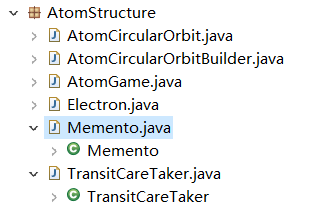 AtomStructure
AtomCircularOrbit.java
AtomCircularOrbitBuilder.java
AtomGame.java
Electron.java
Memento.java
Memento
TransitCareTaker.java
TransitCareTaker